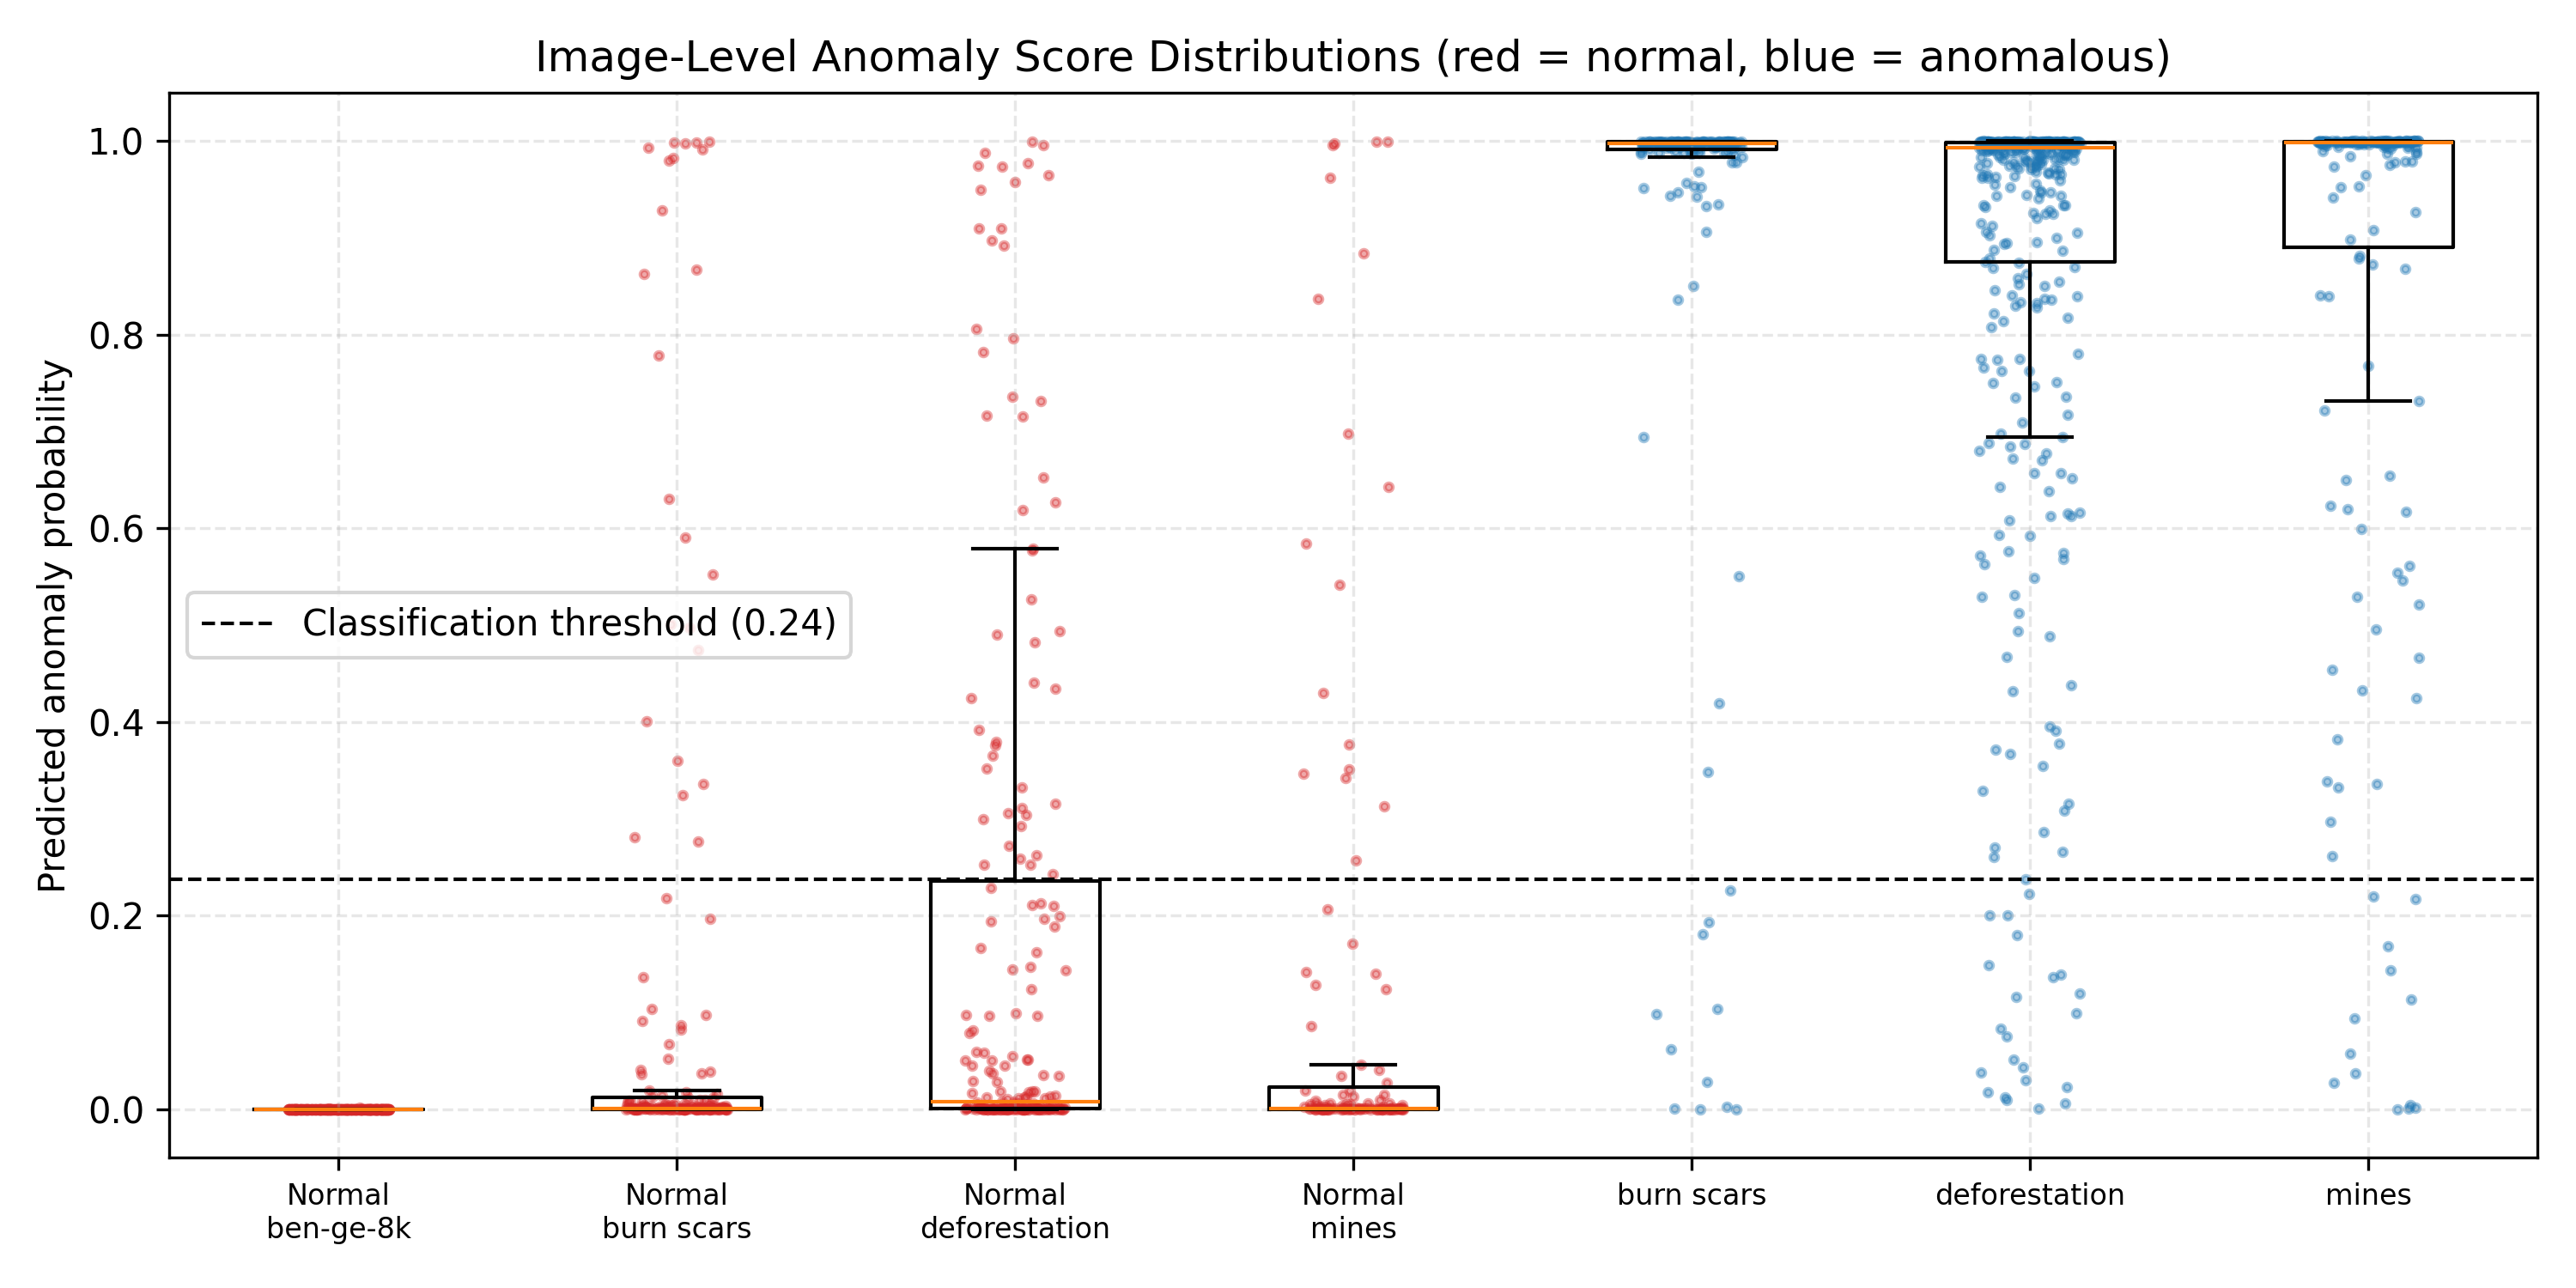 Image-Level Anomaly Score Distributions (red = normal, blue = anomalous)
Predicted anomaly probability
1.0
0.8
0.6
0.4
0.2
0.0
Classification threshold (0.24)
Normal
ben-ge-8k
Normal
burn scars
Normal
deforestation
Normal
mines
burn scars
deforestation
mines